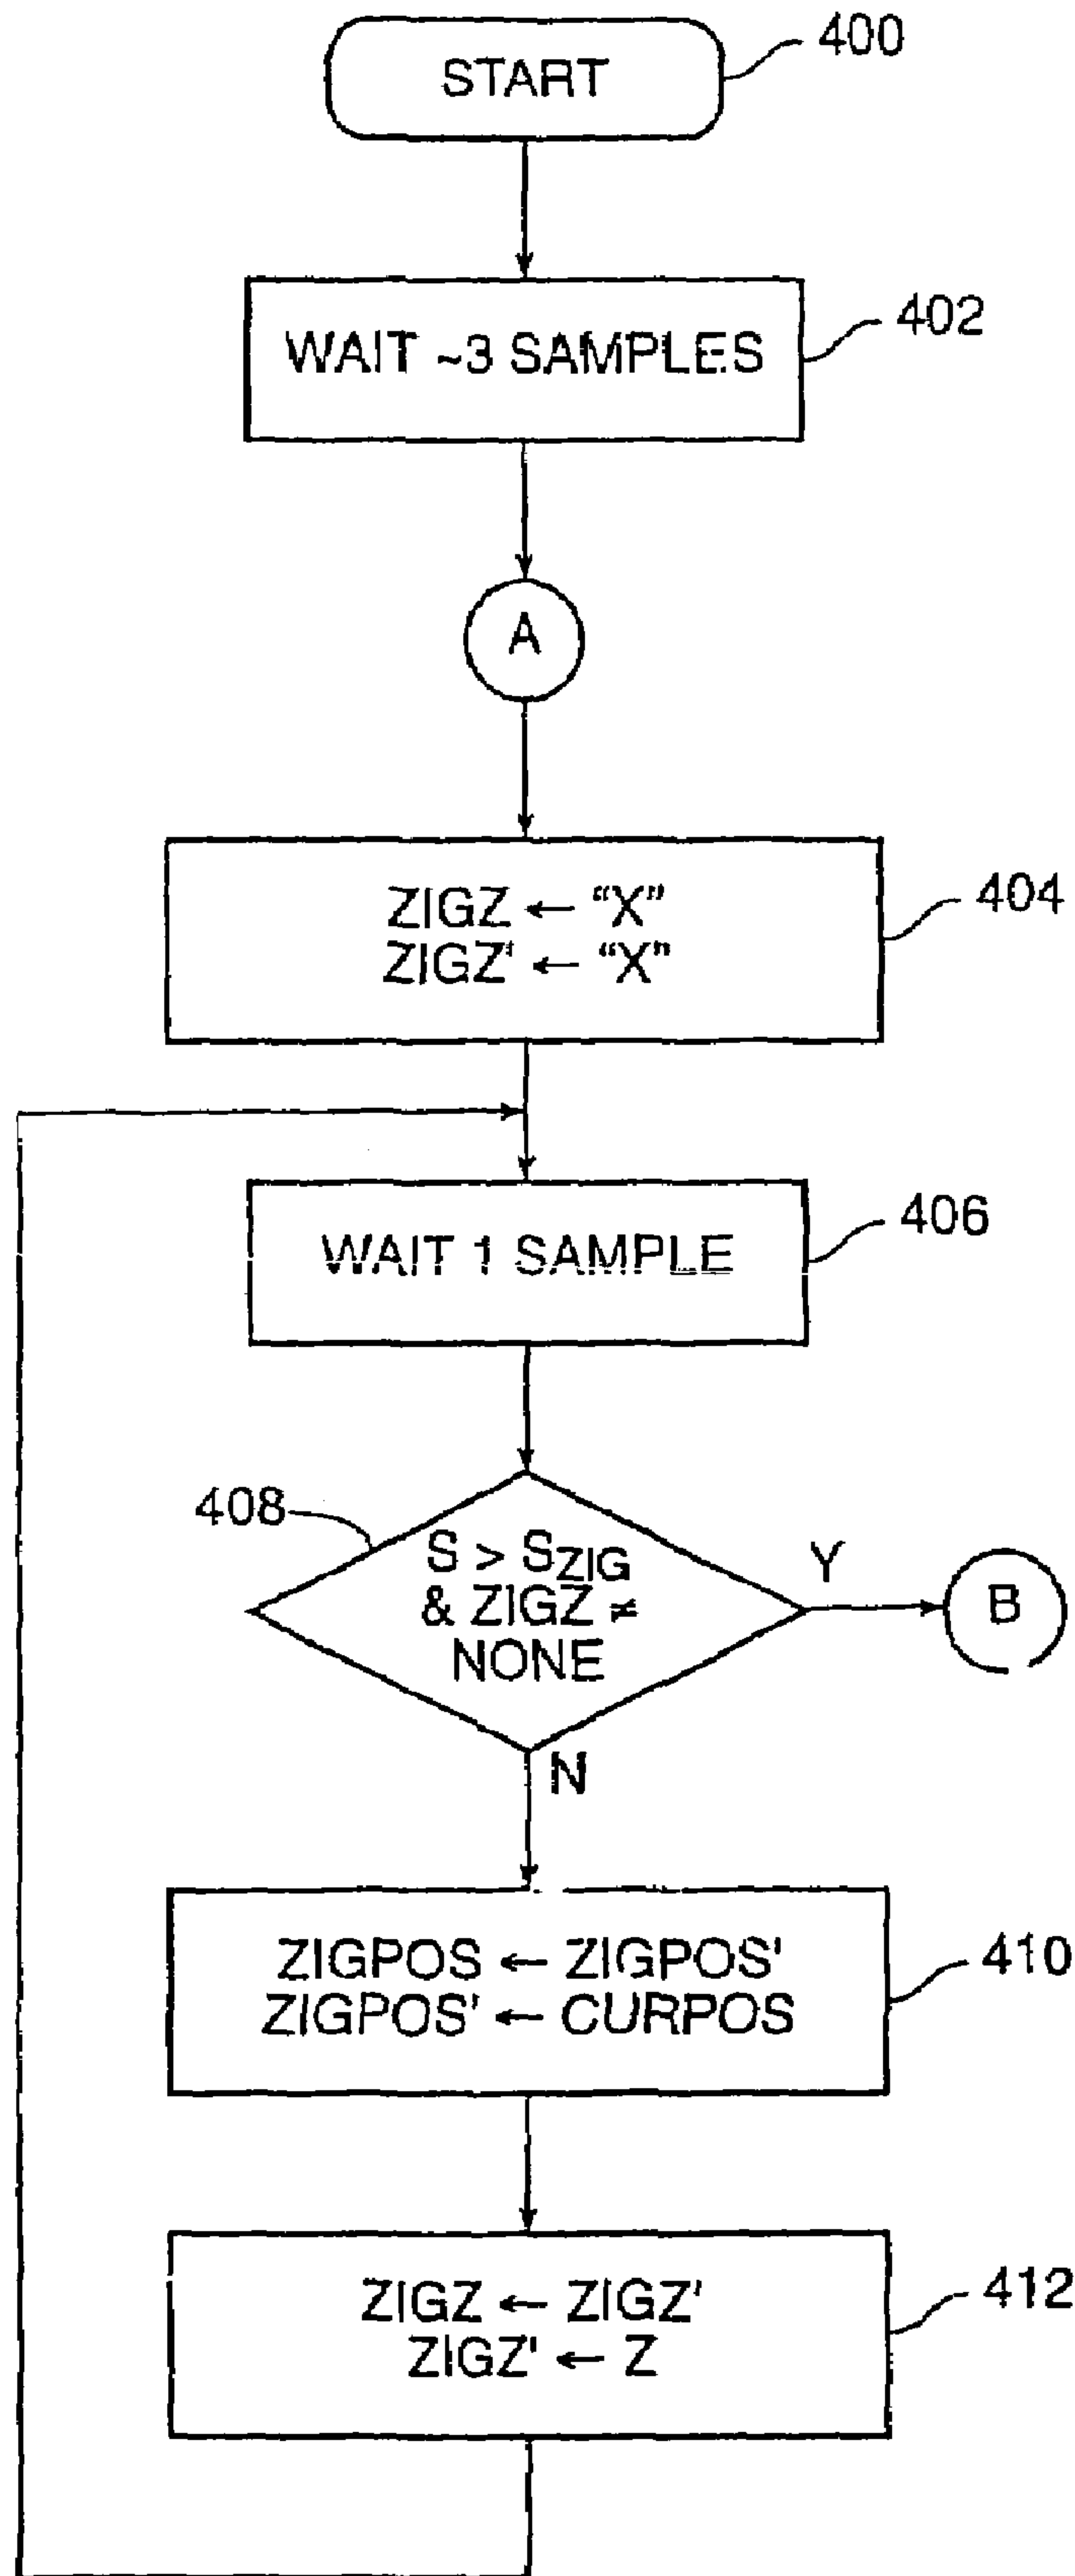 START
400
WAIT ~3 SAMPLES
402
A
ZIGZ ← “X”
ZIGZ' ← “X”
404
WAIT 1 SAMPLE
406
408
S > SZIG
& ZIGZ ≠
NONE
Y
B
N
ZIGPOS ← ZIGPOS'
ZIGPOS' ← CURPOS
410
ZIGZ ← ZIGZ'
ZIGZ' ← Z
412